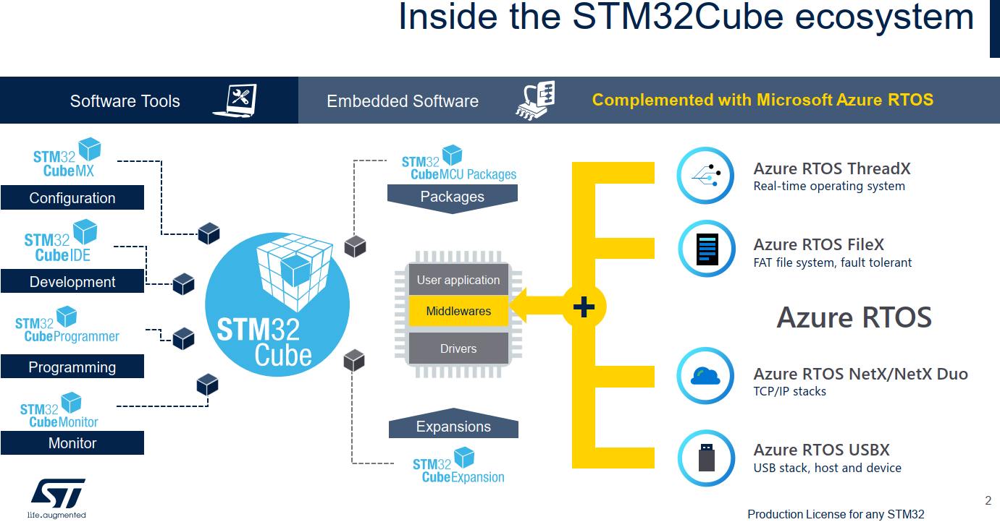 Inside the STM32Cube ecosystem
Software Tools
Embedded Software
Complemented with Microsoft Azure RTOS
STM32
CubeMX
Configuration
STM32
CubeIDE
Development
STM32
CubeProgrammer
Programming
STM32
CubeMonitor
Monitor
STM32
Cube
STM32
CubeMCU Packages
Packages
User application
Middlewares
Drivers
Expansions
STM32
CubeExpansion
+
Azure RTOS ThreadX
Real-time operating system
Azure RTOS FileX
FAT file system, fault tolerant
Azure RTOS
Azure RTOS NetX/NetX Duo
TCP/IP stacks
Azure RTOS USBX
USB stack, host and device
ST
life.augmented
2
Production License for any STM32